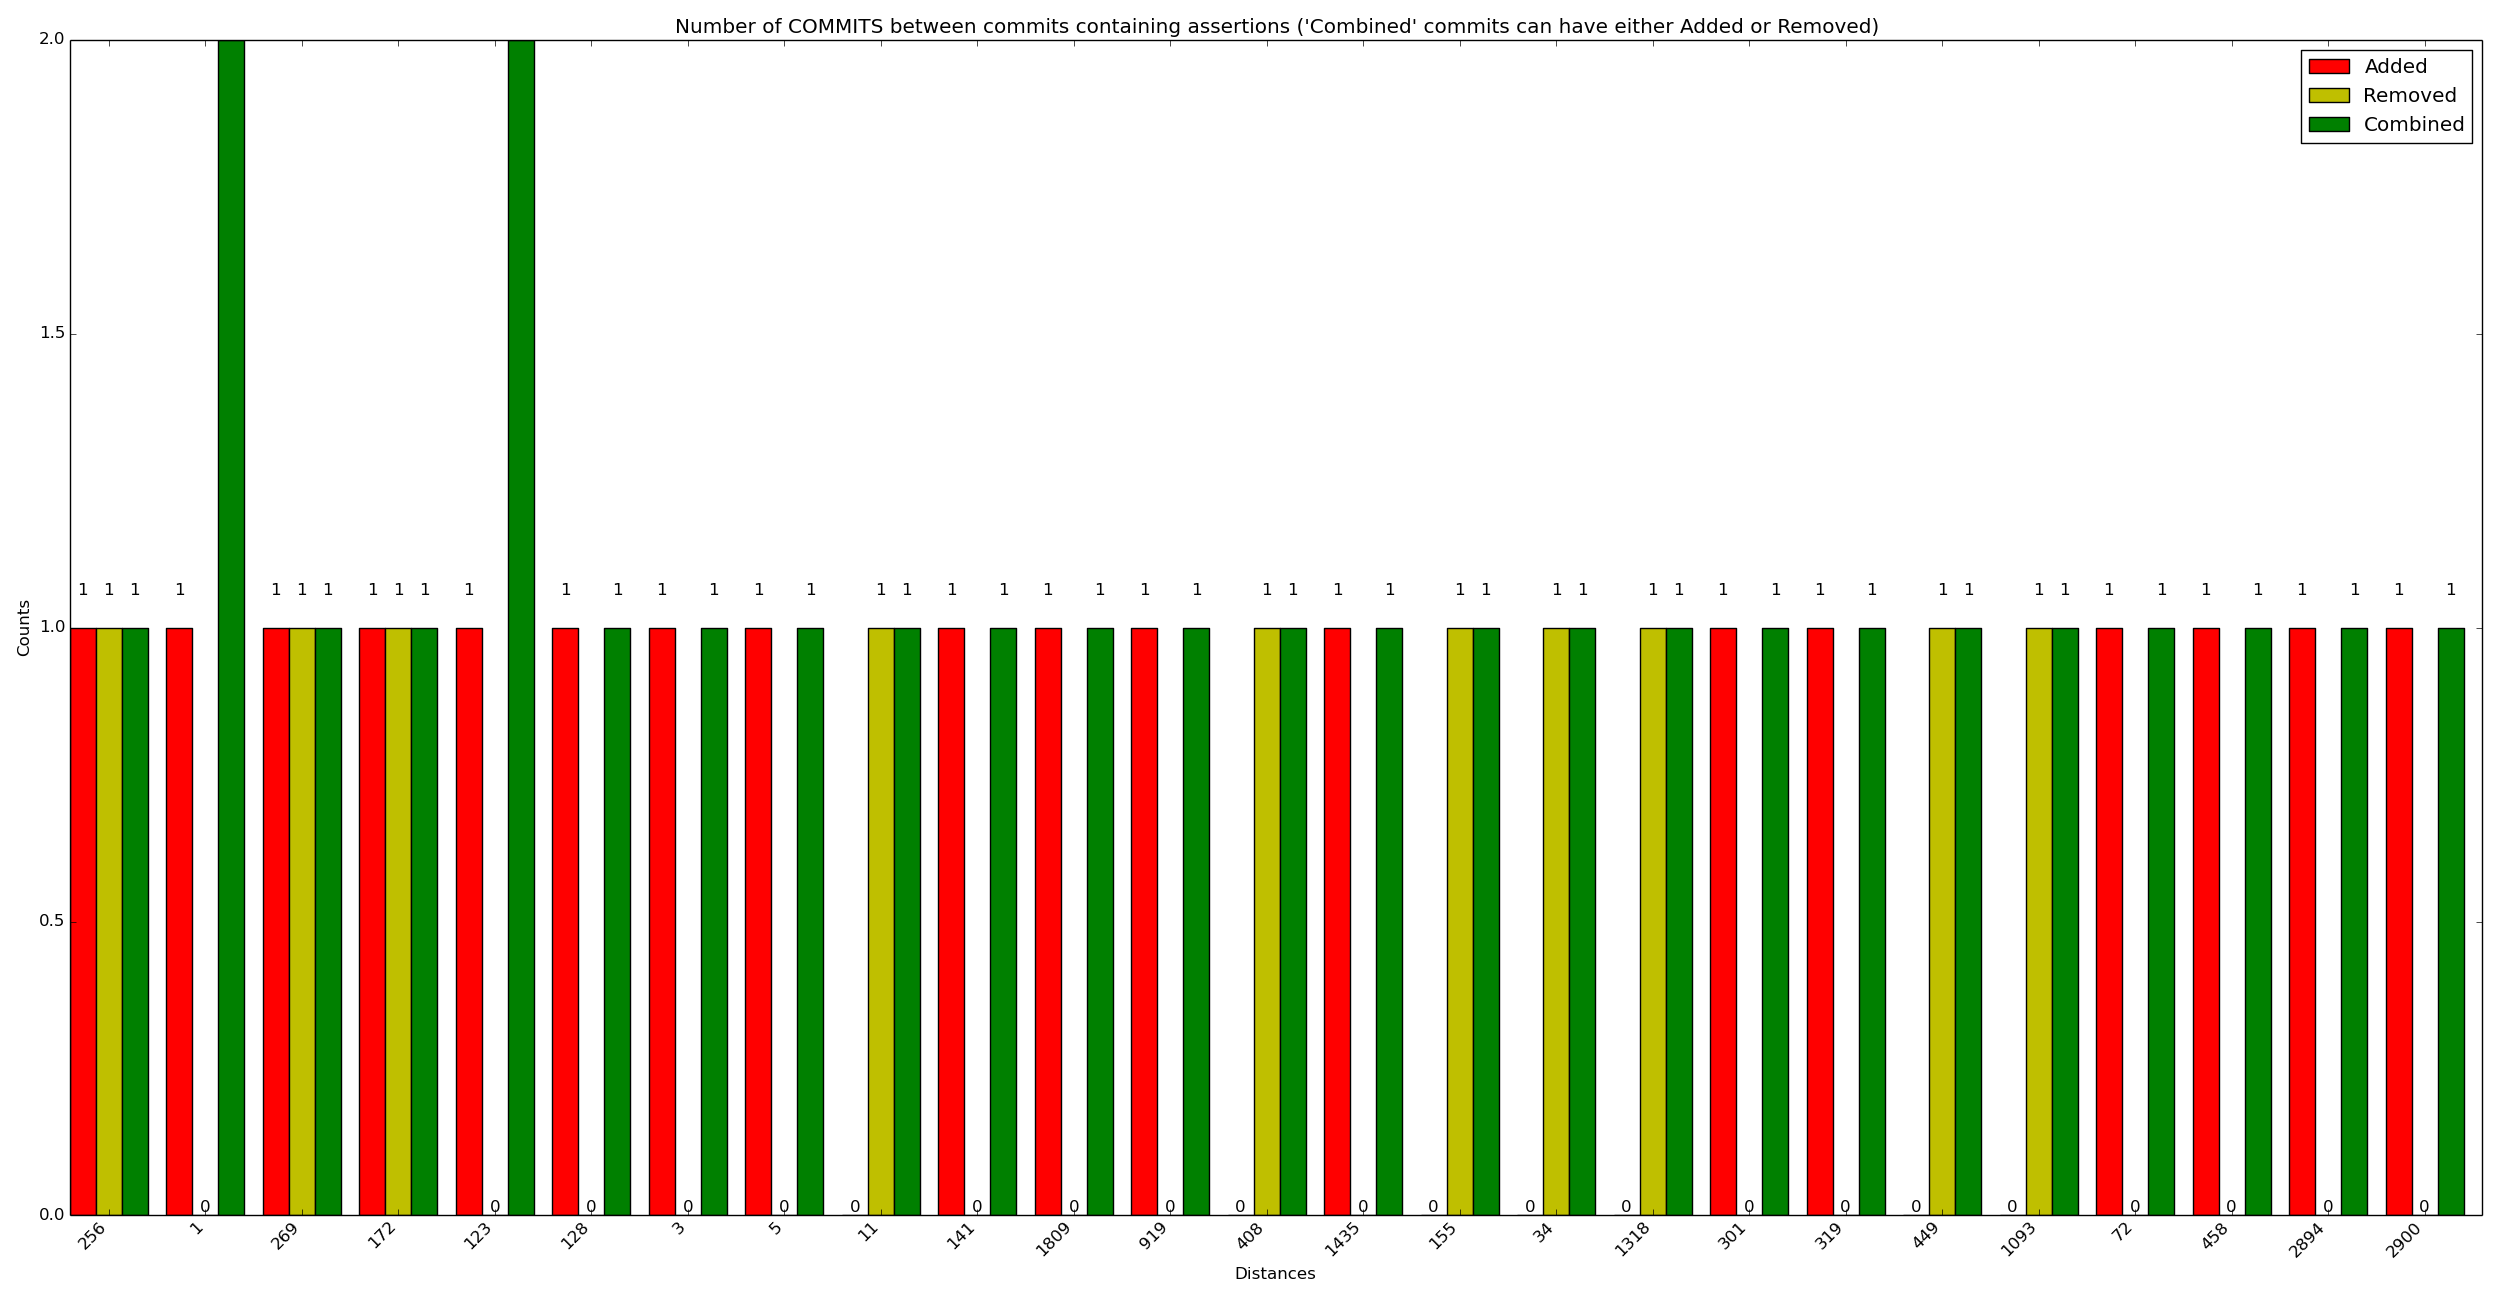 Number of COMMITS between commits containing assertions ('Combined' commits can have either Added or Removed)
Added
Removed
Combined
2.0
1.5
1.0
0.5
0.0
Counts
1 1 1 1 1 1 1 1 1 1 1 1 1 1 1 1 1 1 1 1 1 1 1 1 1 1 1 1 1 1 1 1 1 1 1 1 1 1 1 1 1 1 1 1 1 1 1 1 1 1 1
0 0 0 0 0 0 0 0 0 0 0 0 0 0 0 0 0 0 0 0 0 0
256 1 269 172 123 128 3 5 11 141 1809 919 408 1435 155 34 1318 301 319 449 1093 72 458 2894 2900
Distances